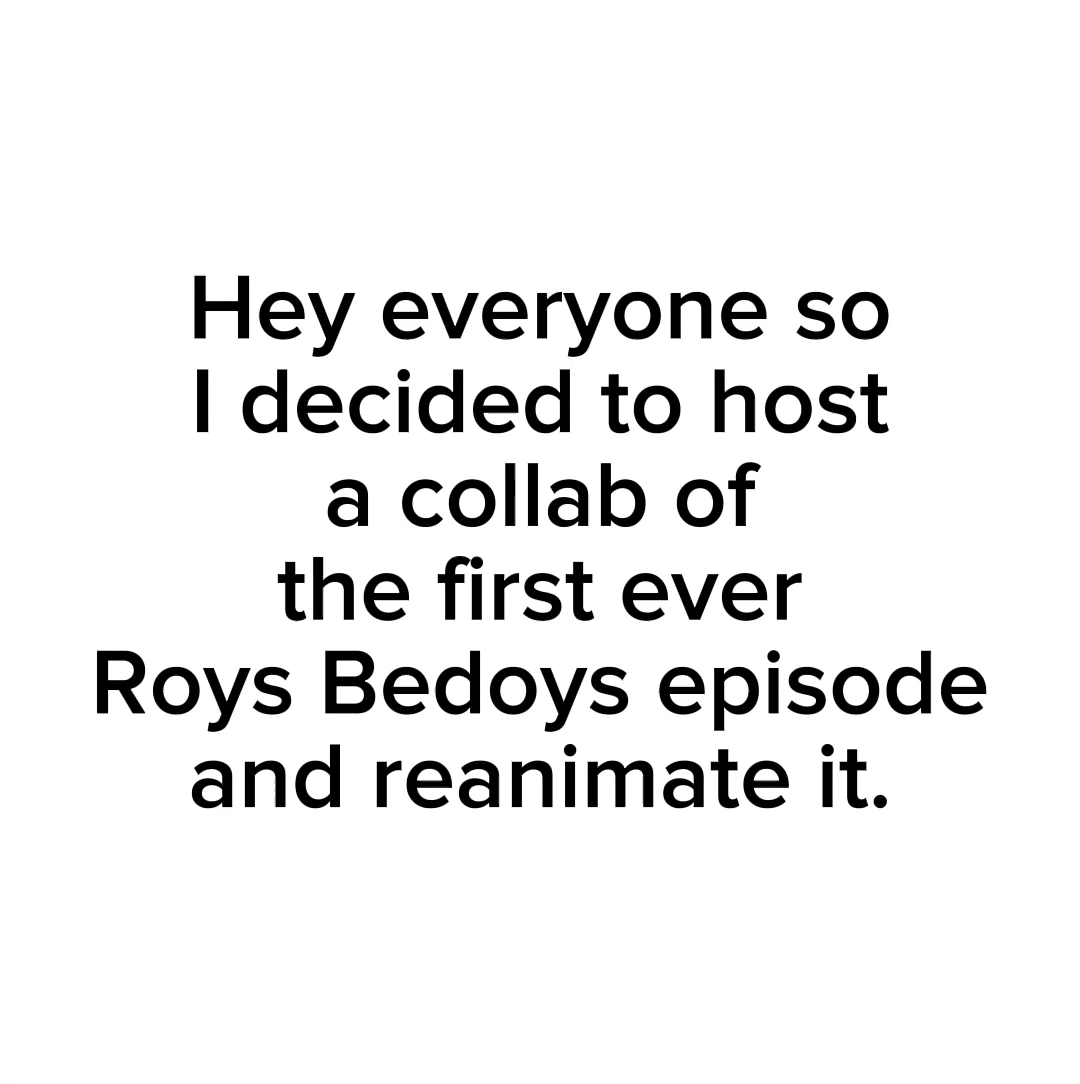 Hey everyone so
I decided to host
a collab of
the first ever
Roys Bedoys episode
and reanimate it.